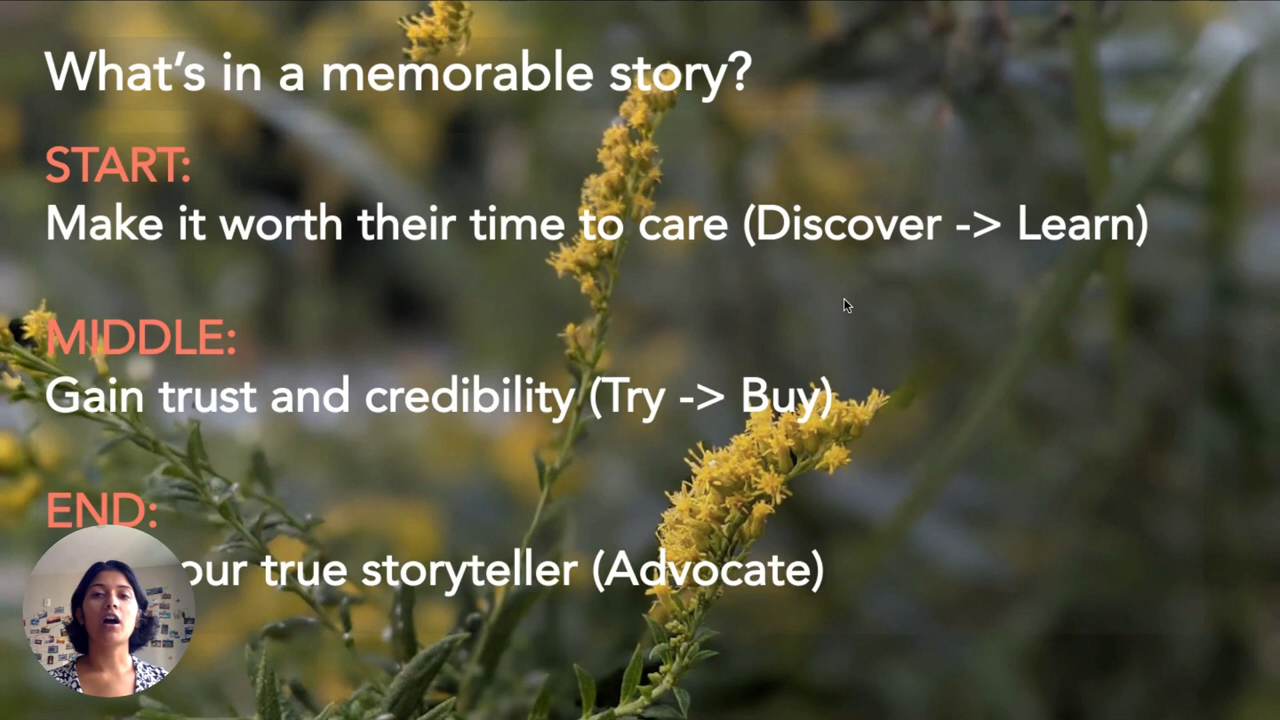 What's in a memorable story?
START:
Make it worth their time to care (Discover -> Learn)
MIDDLE:
Gain trust and credibility (Try -> Buy)
END:
true storyteller (Advocate)